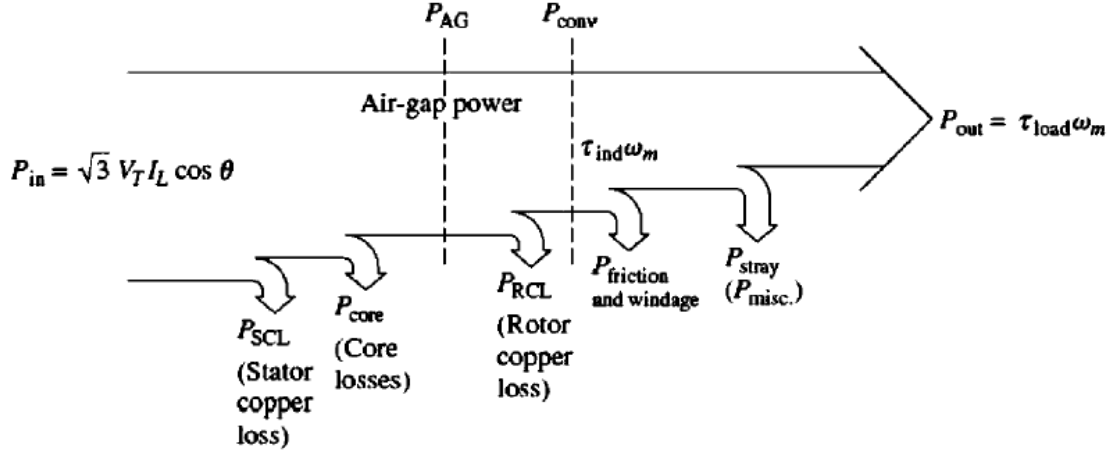 P_AG
P_conv
Air-gap power
P_out = τ_load ω_m
τ_ind ω_m
P_in = √3 V_T I_L cos θ
P_SCL
(Stator
copper
loss)
P_core
(Core
losses)
P_RCL
(Rotor
copper
loss)
P_friction
and windage
P_stray
(P_misc.)